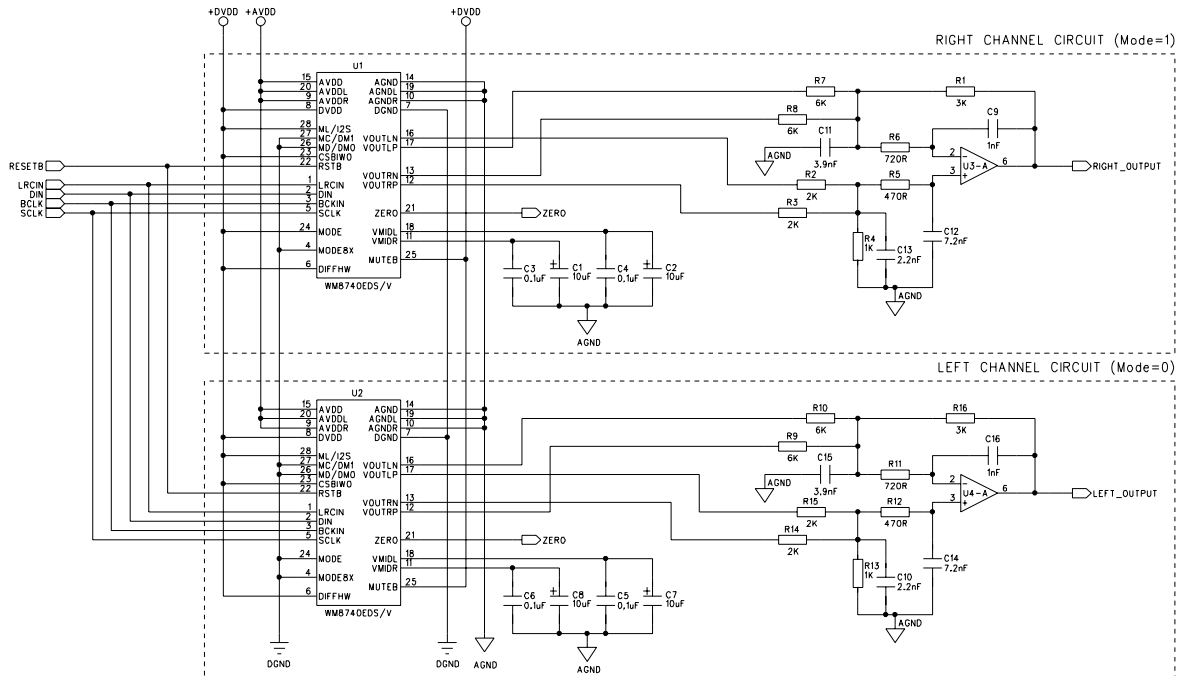 +DVDD +AVDD +DVDD
RIGHT CHANNEL CIRCUIT (Mode=1)
U1
15 AVDD AGND 14
20 AVDDL AGNDL 19
9 AVDDR AGNDR 10
8 DVDD DGND 7
28 ML/I2S
27 MC/DM1 VOUTLN 16
26 MD/DM0 VOUTLP 17
23 CSBIWO
22 RSTB VOUTRN 13
VOUTRP 12
1 LRCIN
2 DIN
3 BCKIN
5 SCLK ZERO 21
24 MODE VMIDL 18
VMIDR 11
4 MODE8X
MUTEB 25
6 DIFFHW
WM8740EDS/V
RESETB
LRCIN
DIN
BCLK
SCLK
ZERO
C3
0.1uF
+
C1
10uF
C4
0.1uF
+
C2
10uF
AGND
R7
6K
R8
6K
R1
3K
C9
1nF
C11
3.9nF
AGND
R6
720R
R2
2K
R5
470R
R3
2K
2 -
3 +
U3-A
6
RIGHT_OUTPUT
R4
1K
C13
2.2nF
C12
7.2nF
AGND
LEFT CHANNEL CIRCUIT (Mode=0)
U2
15 AVDD AGND 14
20 AVDDL AGNDL 19
9 AVDDR AGNDR 10
8 DVDD DGND 7
28 ML/I2S
27 MC/DM1 VOUTLN 16
26 MD/DM0 VOUTLP 17
23 CSBIWO
22 RSTB VOUTRN 13
VOUTRP 12
1 LRCIN
2 DIN
3 BCKIN
5 SCLK ZERO 21
24 MODE VMIDL 18
VMIDR 11
4 MODE8X
MUTEB 25
6 DIFFHW
WM8740EDS/V
ZERO
C6
0.1uF
+
C8
10uF
C5
0.1uF
+
C7
10uF
AGND
DGND
DGND
AGND
R10
6K
R9
6K
R16
3K
C16
1nF
C15
3.9nF
AGND
R11
720R
R15
2K
R12
470R
R14
2K
2 -
3 +
U4-A
6
LEFT_OUTPUT
R13
1K
C10
2.2nF
C14
7.2nF
AGND